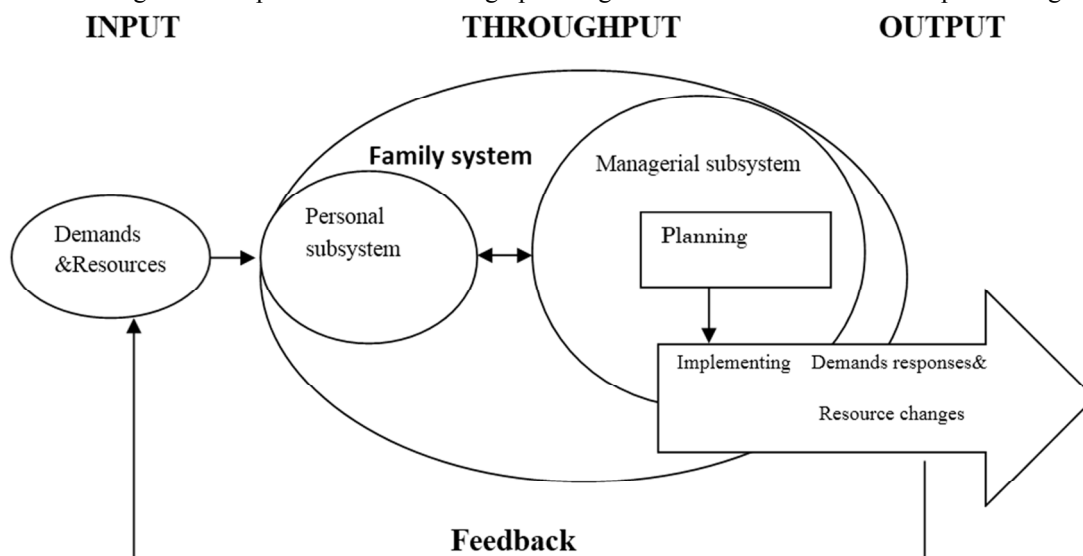 INPUT THROUGHPUT OUTPUT
Family system
Managerial subsystem
Personal
subsystem
Demands
&Resources
Planning
Implementing Demands responses&
Resource changes
Feedback